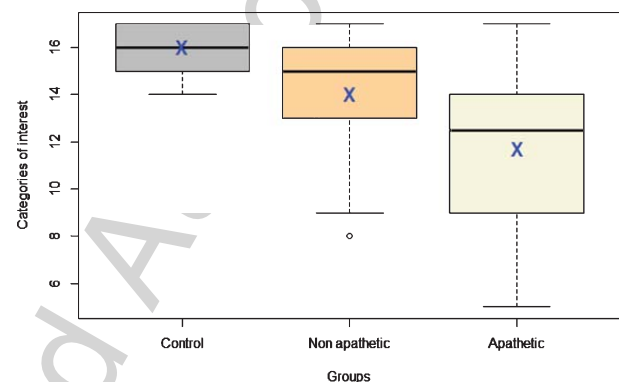 Categories of interest
16
14
12
10
8
6
X
X
X
Control
Non apathetic
Apathetic
Groups
d A c